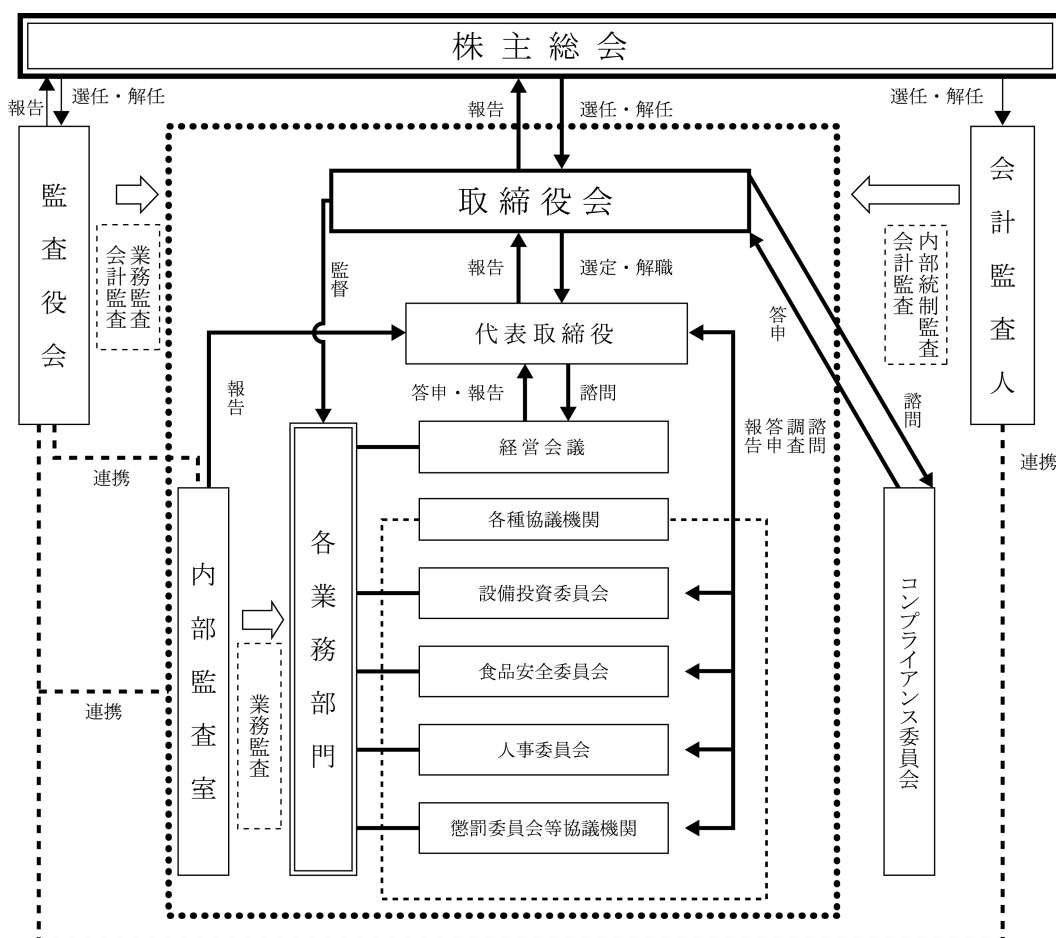 株主総会
報告
選任・解任
報告
選任・解任
選任・解任
監査役会
業務監査
会計監査
取締役会
会計監査人
内部統制監査
会計監査
監督
報告
選定・解職
答申
諮問
代表取締役
報告
答申・報告
諮問
諮問
調査
答申
報告
経営会議
連携
連携
各種協議機関
内部監査室
各業務部門
設備投資委員会
コンプライアンス委員会
食品安全委員会
連携
業務監査
人事委員会
懲罰委員会等協議機関